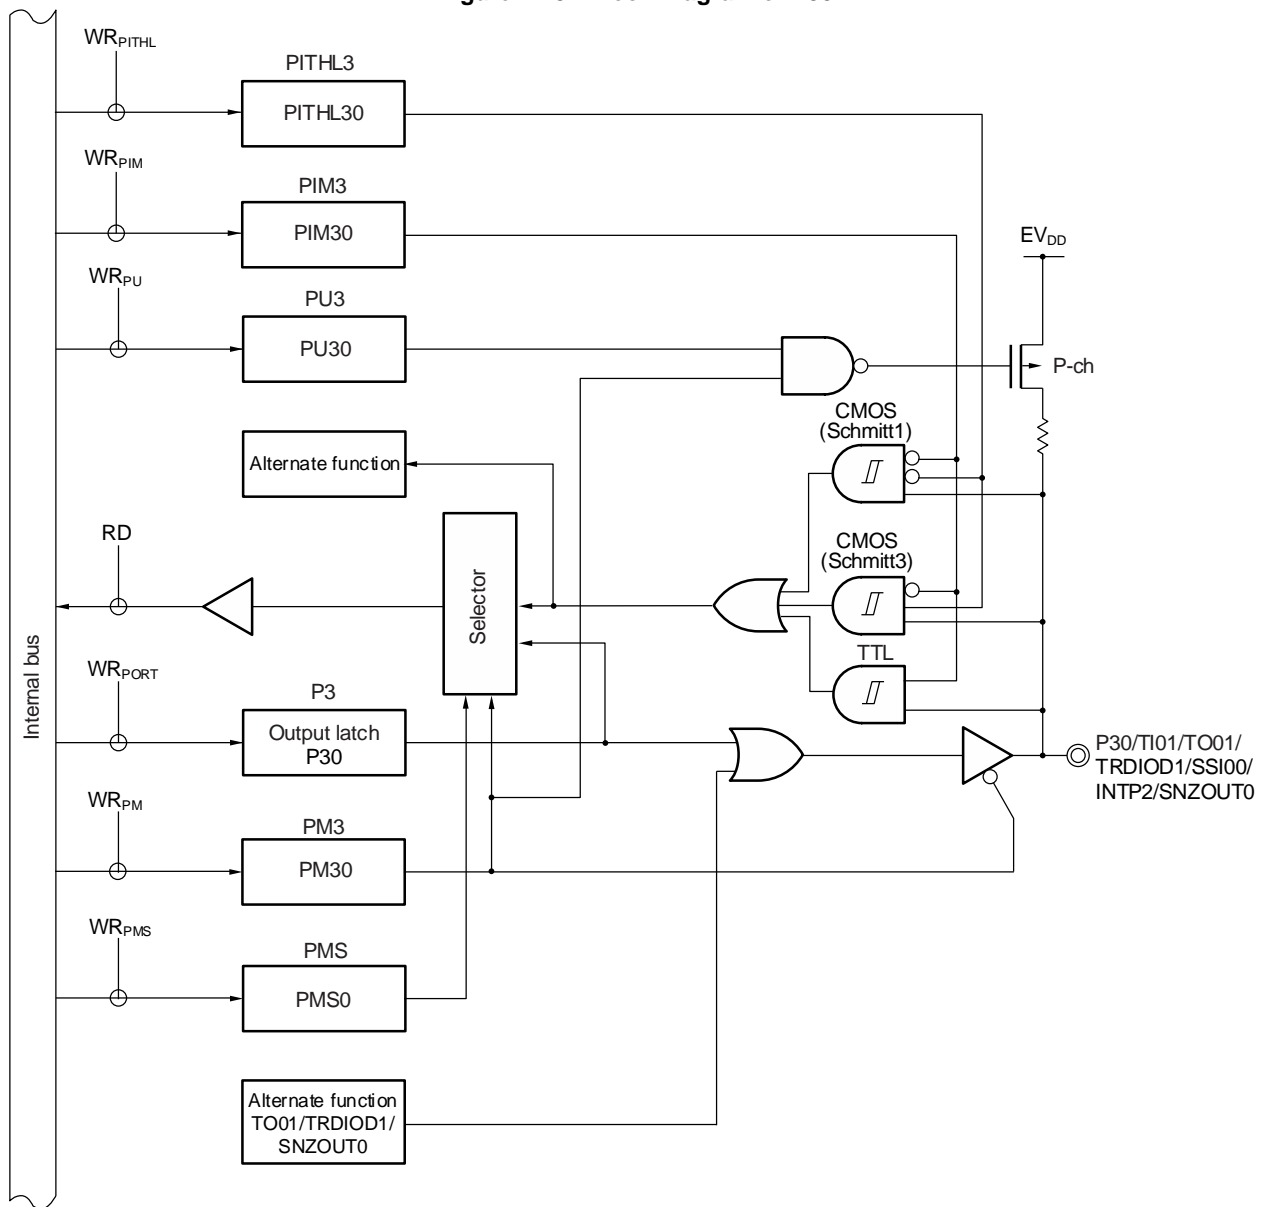 WRPITHL
PITHL3
PITHL30
WRPIM
PIM3
PIM30
EVDD
WRPU
PU3
PU30
P-ch
CMOS
(Schmitt1)
Alternate function
RD
Selector
CMOS
(Schmitt3)
Internal bus
TTL
WRPORT
P3
Output latch
P30
P30/TI01/TO01/
TRDIOD1/SSI00/
INTP2/SNZOUT0
WRPM
PM3
PM30
WRPMS
PMS
PMS0
Alternate function
TO01/TRDIOD1/
SNZOUT0